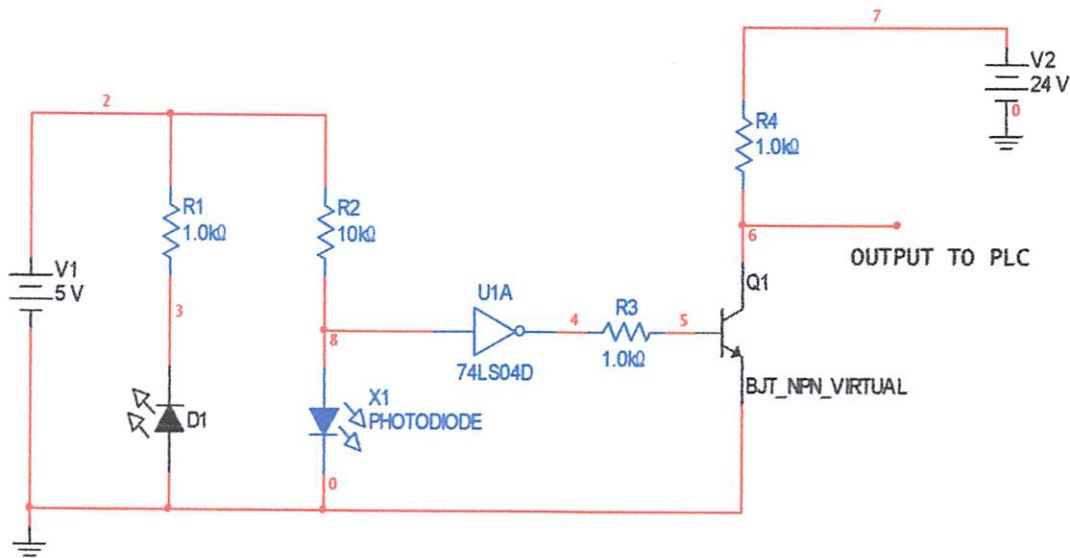 7
V2
24 V
0
2
R4
1.0kΩ
R1
1.0kΩ
R2
10kΩ
6
OUTPUT TO PLC
V1
5 V
Q1
3
U1A
4
R3
5
8
74LS04D
1.0kΩ
BJT_NPN_VIRTUAL
D1
X1
PHOTODIODE
0